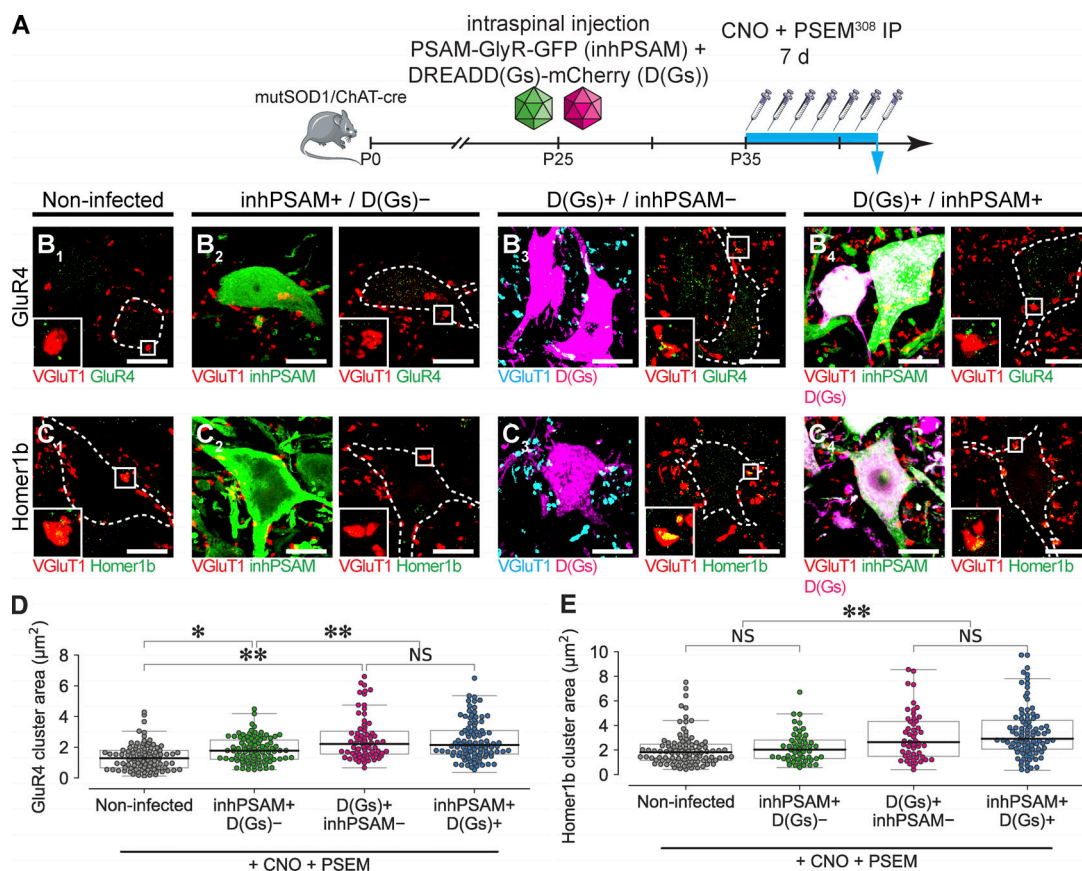 A
intraspinal injection
PSAM-GlyR-GFP (inhPSAM) +
DREADD(Gs)-mCherry (D(Gs))
CNO + PSEM³⁰⁸ IP
7 d
mutSOD1/ChAT-cre
P0
P25
P35
Non-infected
inhPSAM+ / D(Gs)−
D(Gs)+ / inhPSAM−
D(Gs)+ / inhPSAM+
GluR4
B1
B2
B3
B4
VGluT1 GluR4
VGluT1 inhPSAM
VGluT1 GluR4
VGluT1 D(Gs)
VGluT1 GluR4
VGluT1 inhPSAM
D(Gs)
VGluT1 GluR4
Homer1b
C1
C2
C3
C4
VGluT1 Homer1b
VGluT1 inhPSAM
VGluT1 Homer1b
VGluT1 D(Gs)
VGluT1 Homer1b
VGluT1 inhPSAM
D(Gs)
VGluT1 Homer1b
D
GluR4 cluster area (µm²)
8
6
4
2
0
*
**
**
NS
Non-infected
inhPSAM+
D(Gs)−
D(Gs)+
inhPSAM−
inhPSAM+
D(Gs)+
+ CNO + PSEM
E
Homer1b cluster area (µm²)
10
8
6
4
2
0
**
NS
NS
Non-infected
inhPSAM+
D(Gs)−
D(Gs)+
inhPSAM−
inhPSAM+
D(Gs)+
+ CNO + PSEM